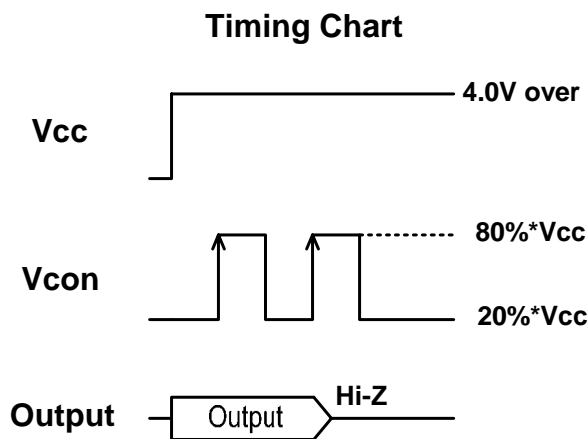 Timing Chart
4.0V over
Vcc
80%*Vcc
Vcon
20%*Vcc
Hi-Z
Output
Output